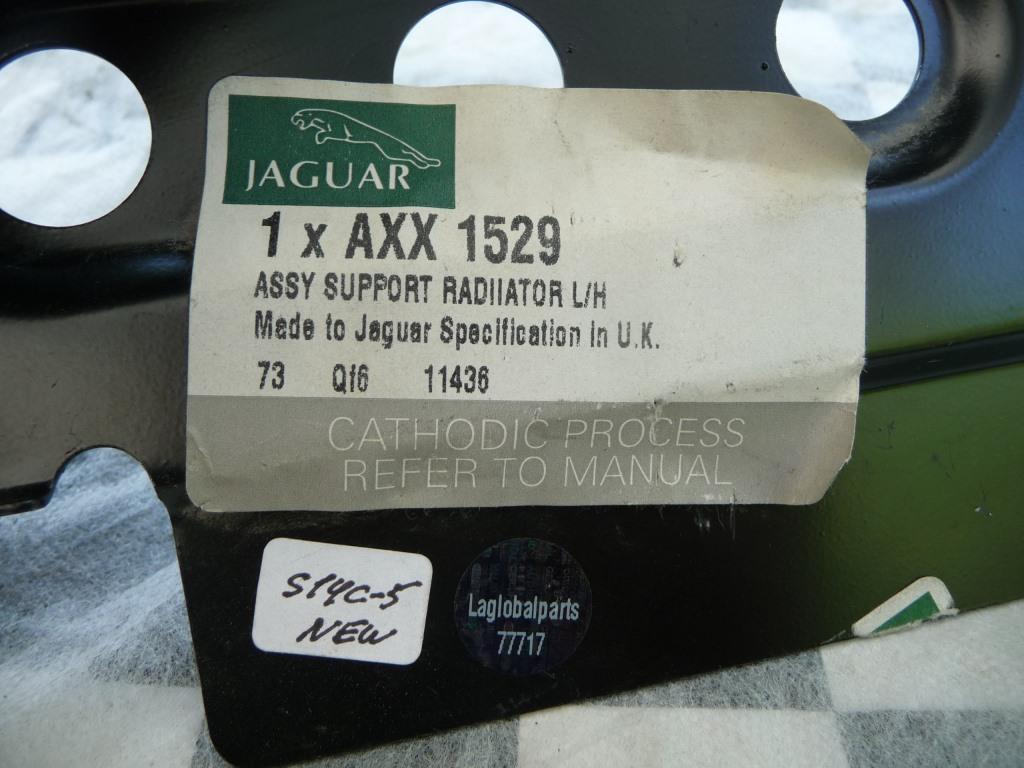 JAGUAR
1 x AXX 1529
ASSY SUPPORT RADIIATOR L/H
Made to Jaguar Specification in U.K.
73 Qf6 11436
CATHODIC PROCESS
REFER TO MANUAL
S14C-5
NEW
Laglobalparts
77717